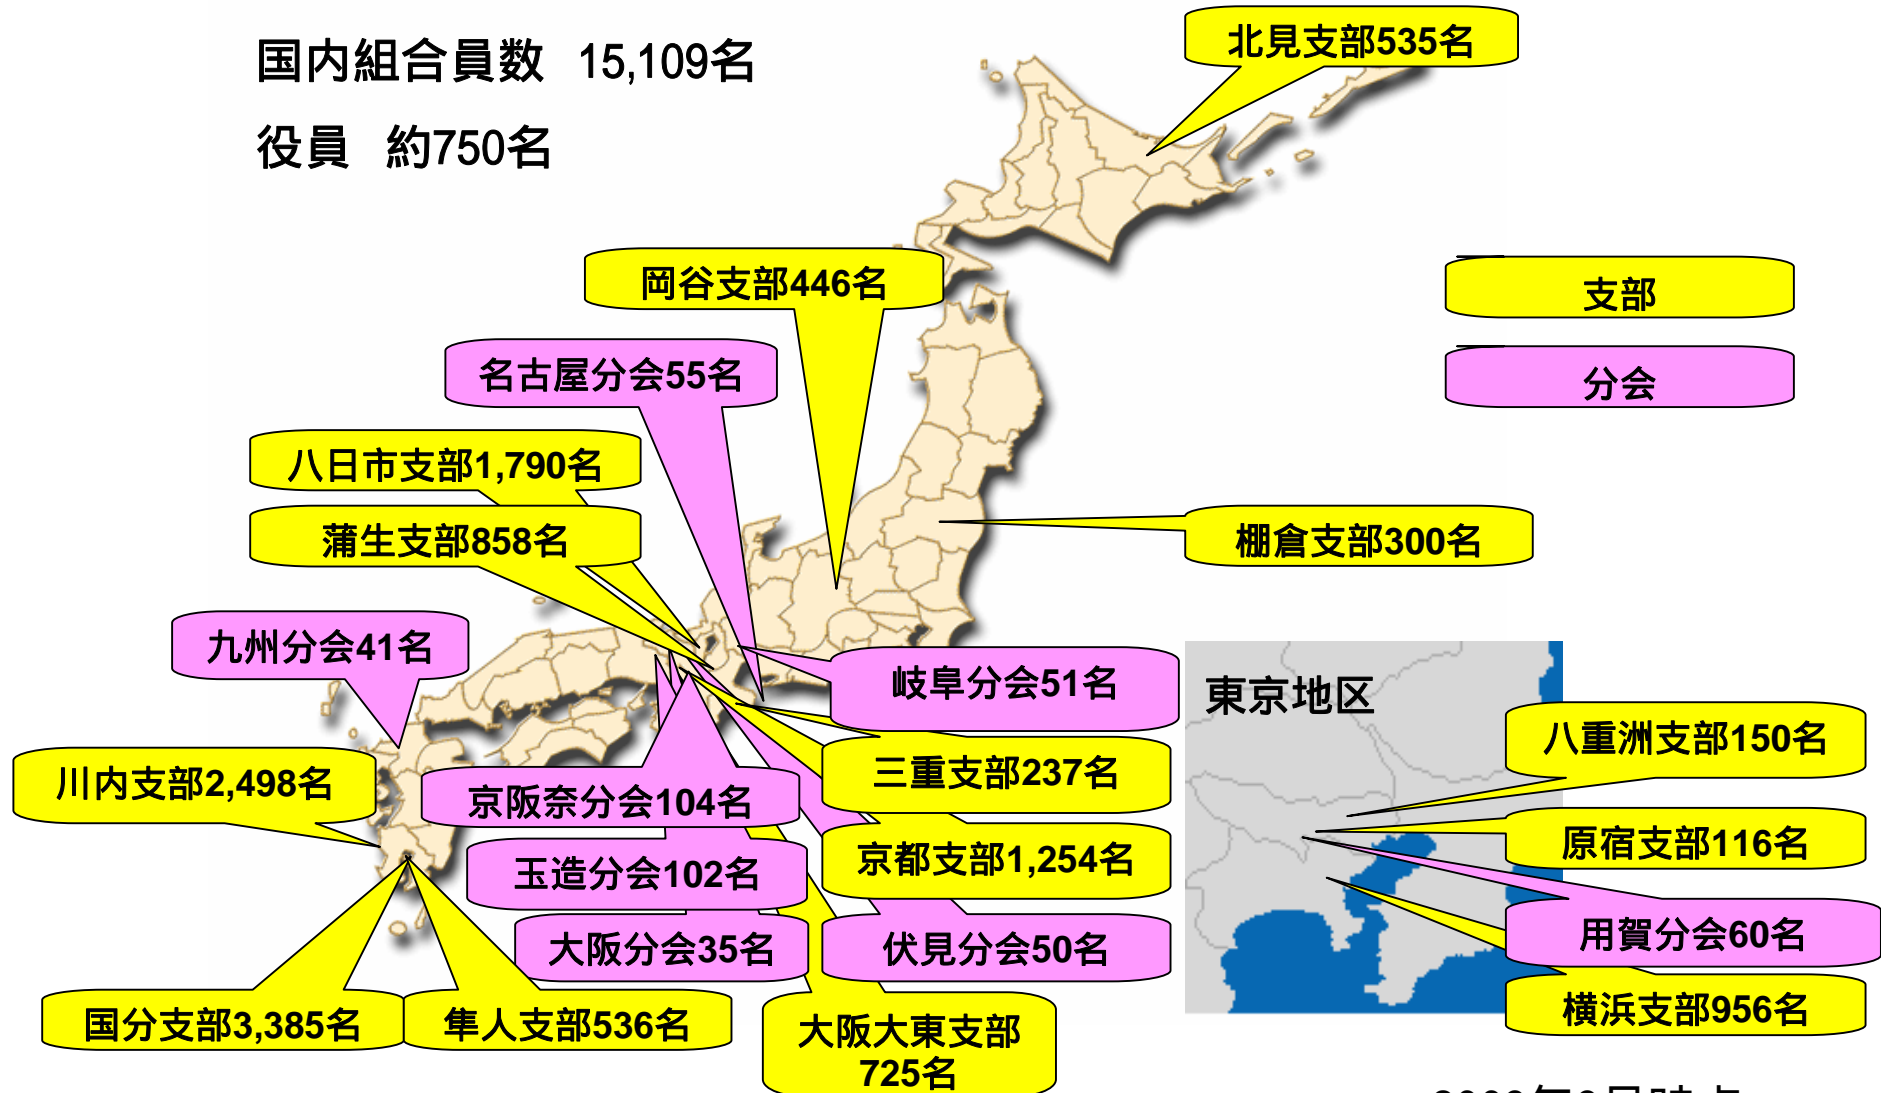 国内組合員数 15,109名
役員 約750名
北見支部535名
岡谷支部446名
支部
名古屋分会55名
分会
八日市支部1,790名
蒲生支部858名
棚倉支部300名
九州分会41名
岐阜分会51名
東京地区
八重洲支部150名
川内支部2,498名
三重支部237名
京阪奈分会104名
原宿支部116名
玉造分会102名
京都支部1,254名
用賀分会60名
大阪分会35名
伏見分会50名
横浜支部956名
国分支部3,385名
隼人支部536名
大阪大東支部
725名